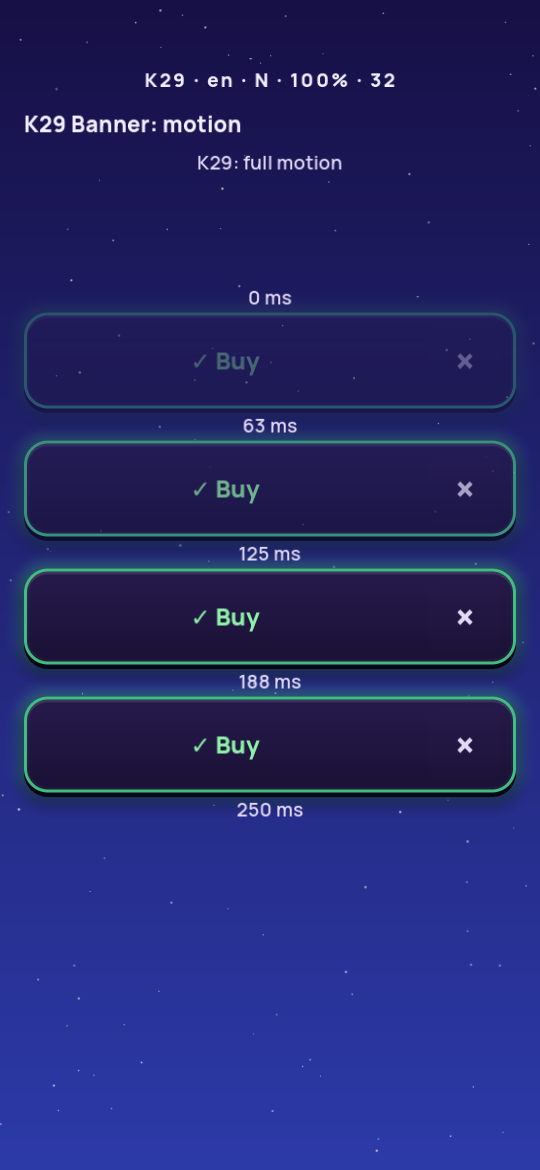 K29 · en · N · 100% · 32
K29 Banner: motion
K29: full motion
0 ms
✓ Buy ×
63 ms
✓ Buy ×
125 ms
✓ Buy ×
188 ms
✓ Buy ×
250 ms